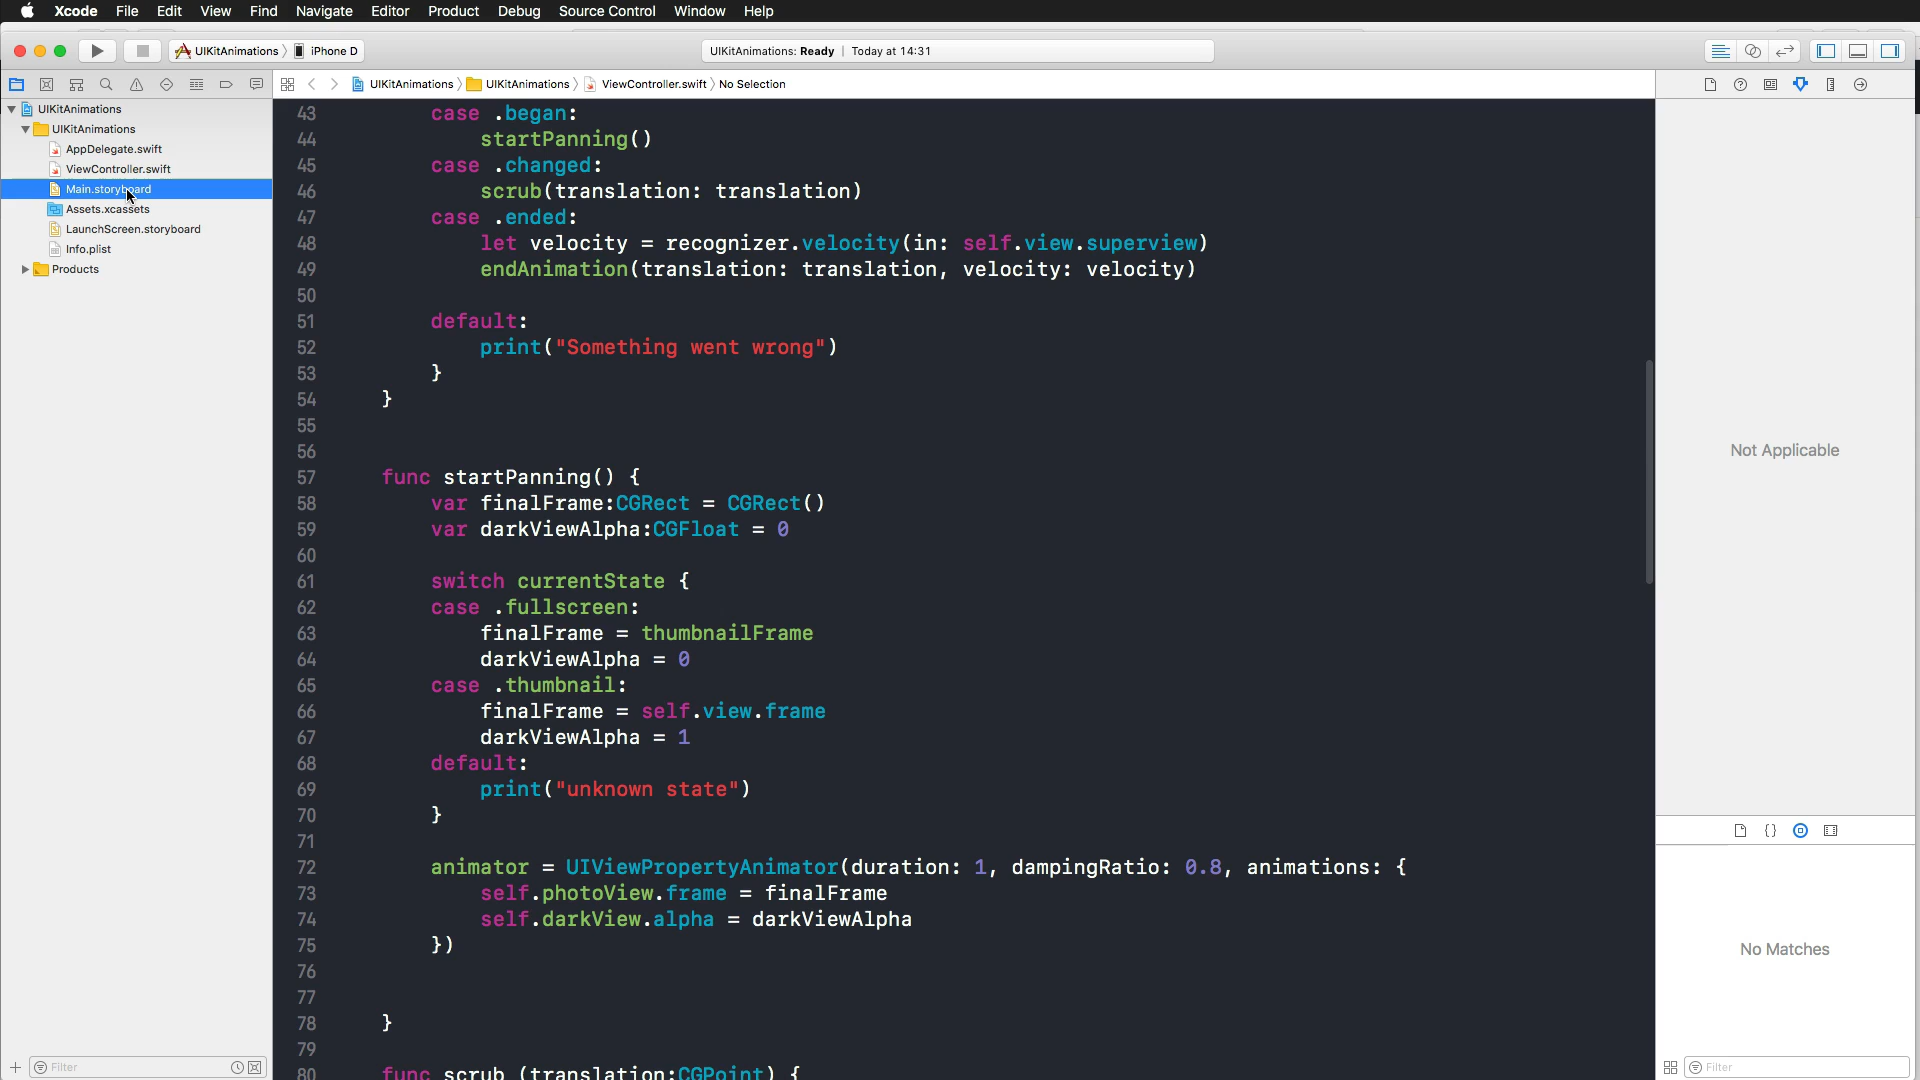 Xcode File Edit View Find Navigate Editor Product Debug Source Control Window Help
UIKitAnimations iPhone D
UIKitAnimations: Ready | Today at 14:31
UIKitAnimations UIKitAnimations ViewController.swift No Selection
UIKitAnimations
UIKitAnimations
AppDelegate.swift
ViewController.swift
Main.storyboard
Assets.xcassets
LaunchScreen.storyboard
Info.plist
Products
Filter
43 case .began:
44 startPanning()
45 case .changed:
46 scrub(translation: translation)
47 case .ended:
48 let velocity = recognizer.velocity(in: self.view.superview)
49 endAnimation(translation: translation, velocity: velocity)
50
51 default:
52 print("Something went wrong")
53 }
54 }
55
56
57 func startPanning() {
58 var finalFrame:CGRect = CGRect()
59 var darkViewAlpha:CGFloat = 0
60
61 switch currentState {
62 case .fullscreen:
63 finalFrame = thumbnailFrame
64 darkViewAlpha = 0
65 case .thumbnail:
66 finalFrame = self.view.frame
67 darkViewAlpha = 1
68 default:
69 print("unknown state")
70 }
71
72 animator = UIViewPropertyAnimator(duration: 1, dampingRatio: 0.8, animations: {
73 self.photoView.frame = finalFrame
74 self.darkView.alpha = darkViewAlpha
75 })
76
77
78 }
79
80 func scrub (translation:CGPoint) {
Not Applicable
No Matches
Filter